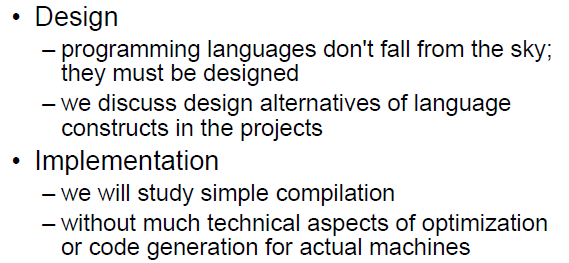 • Design
– programming languages don't fall from the sky;
they must be designed
– we discuss design alternatives of language
constructs in the projects
• Implementation
– we will study simple compilation
– without much technical aspects of optimization
or code generation for actual machines